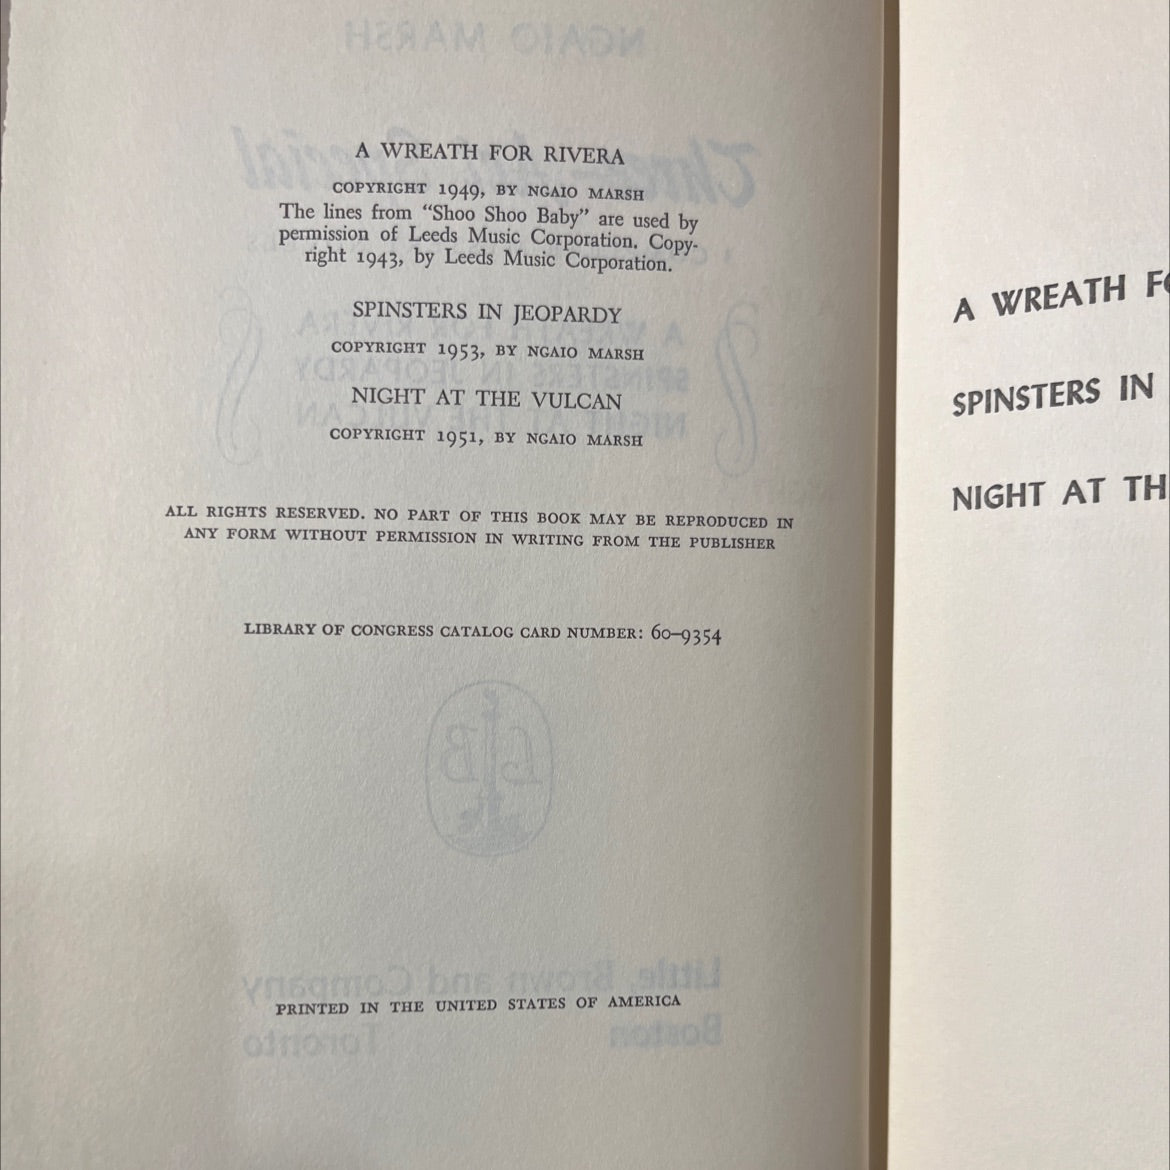 A WREATH FOR RIVERA
COPYRIGHT 1949, BY NGAIO MARSH
The lines from “Shoo Shoo Baby” are used by
permission of Leeds Music Corporation. Copy-
right 1943, by Leeds Music Corporation.
SPINSTERS IN JEOPARDY
COPYRIGHT 1953, BY NGAIO MARSH
NIGHT AT THE VULCAN
COPYRIGHT 1951, BY NGAIO MARSH
ALL RIGHTS RESERVED. NO PART OF THIS BOOK MAY BE REPRODUCED IN
ANY FORM WITHOUT PERMISSION IN WRITING FROM THE PUBLISHER
LIBRARY OF CONGRESS CATALOG CARD NUMBER: 60–9354
PRINTED IN THE UNITED STATES OF AMERICA
A WREATH FO
SPINSTERS IN
NIGHT AT TH